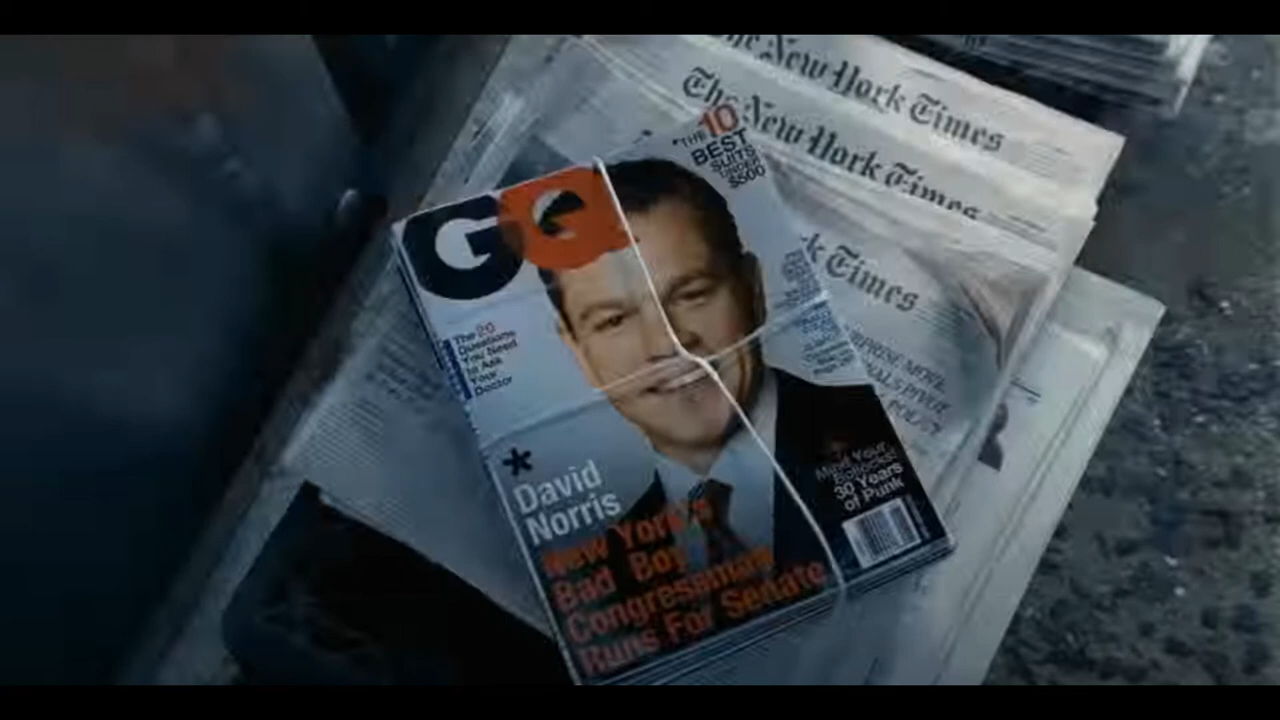 The New York Times
The New York Times
k Times
GQ
"THE 10
BEST
SUITS
UNDER
$500
The 20
Questions
You Need
to Ask
Your
Doctor
*
David
Norris
New York's
Bad Boy
Congressman
Runs For Senate
Mind Your
Bollocks!
30 Years
of Punk